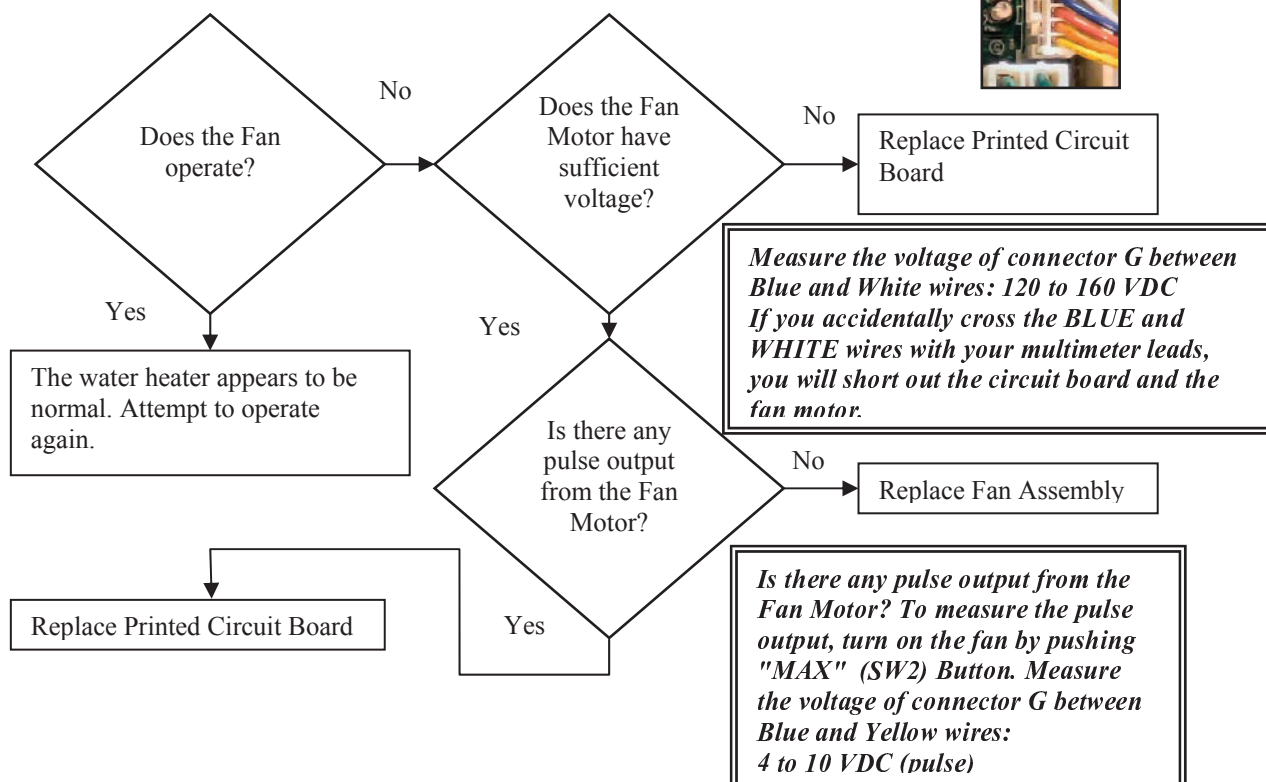 Does the Fan
operate?
No
Yes
The water heater appears to be
normal. Attempt to operate
again.
Does the Fan
Motor have
sufficient
voltage?
No
Replace Printed Circuit
Board
Yes
Measure the voltage of connector G between
Blue and White wires: 120 to 160 VDC
If you accidentally cross the BLUE and
WHITE wires with your multimeter leads,
you will short out the circuit board and the
fan motor.
Is there any
pulse output
from the Fan
Motor?
No
Replace Fan Assembly
Yes
Replace Printed Circuit Board
Is there any pulse output from the
Fan Motor? To measure the pulse
output, turn on the fan by pushing
"MAX" (SW2) Button. Measure
the voltage of connector G between
Blue and Yellow wires:
4 to 10 VDC (pulse)